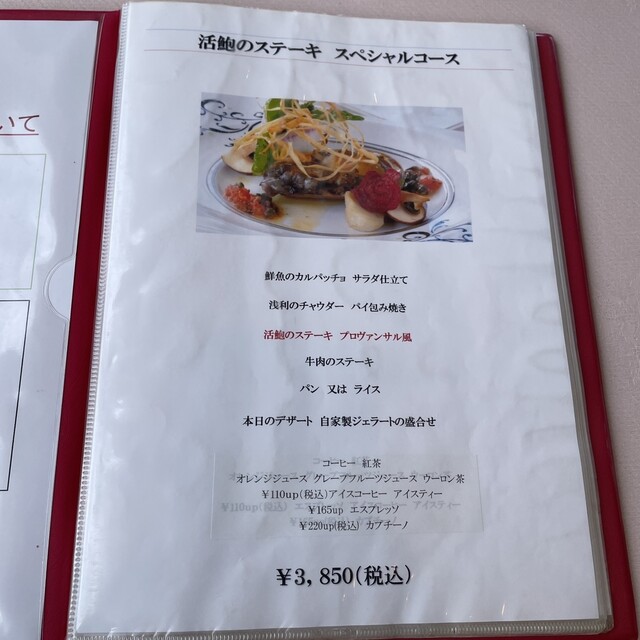 いて
活鮑のステーキ スペシャルコース
鮮魚のカルパッチョ サラダ仕立て
浅利のチャウダー パイ包み焼き
活鮑のステーキ プロヴァンサル風
牛肉のステーキ
パン 又は ライス
本日のデザート 自家製ジェラートの盛合せ
コーヒー 紅茶
オレンジジュース グレープフルーツジュース ウーロン茶
￥110up(税込)アイスコーヒー アイスティー
￥165up エスプレッソ
￥220up(税込) カプチーノ
￥3,850(税込)